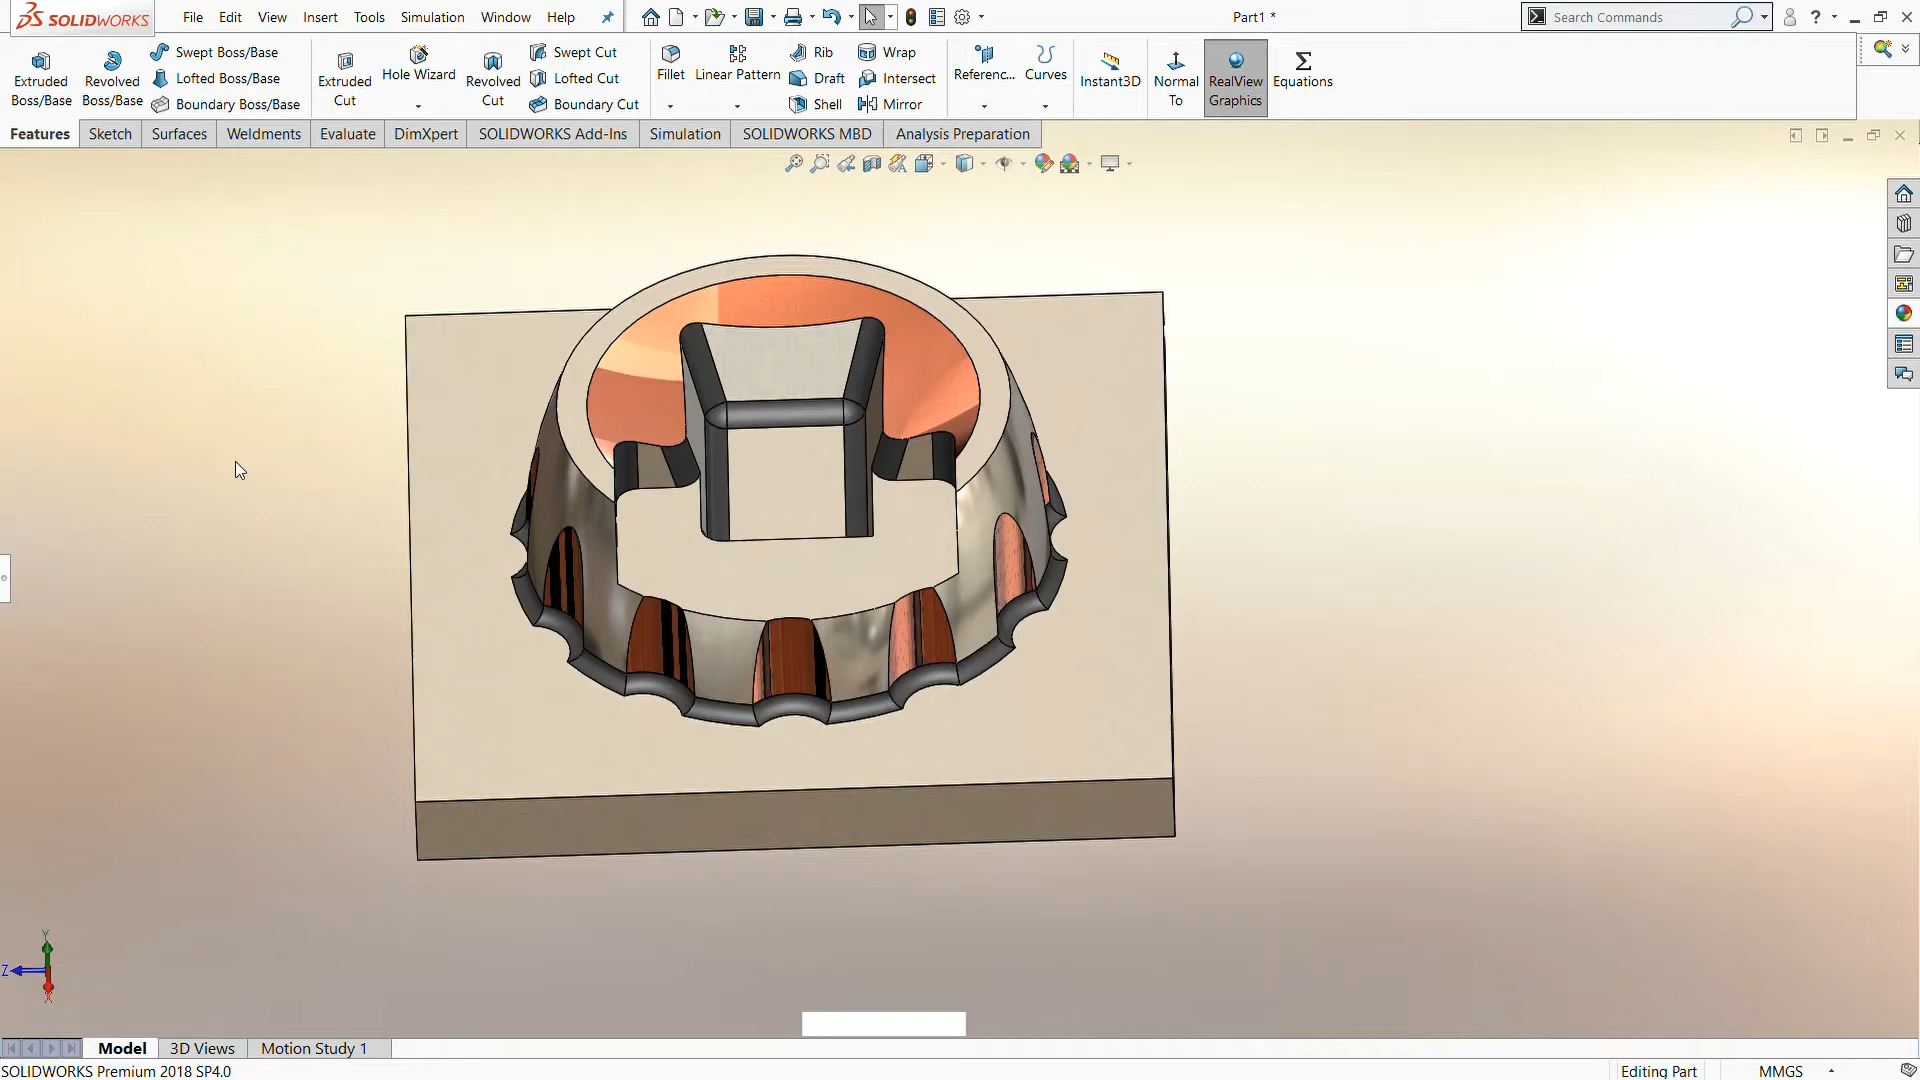 SOLIDWORKS File Edit View Insert Tools Simulation Window Help Part1 * Search Commands ?
Extruded Boss/Base
Revolved Boss/Base
Swept Boss/Base
Lofted Boss/Base
Boundary Boss/Base
Extruded Cut
Hole Wizard
Revolved Cut
Swept Cut
Lofted Cut
Boundary Cut
Fillet
Linear Pattern
Rib
Draft
Shell
Wrap
Intersect
Mirror
Referenc...
Curves
Instant3D
Normal To
RealView Graphics
Equations
Features Sketch Surfaces Weldments Evaluate DimXpert SOLIDWORKS Add-Ins Simulation SOLIDWORKS MBD Analysis Preparation
Y
Z
X
Model 3D Views Motion Study 1
SOLIDWORKS Premium 2018 SP4.0 Editing Part MMGS